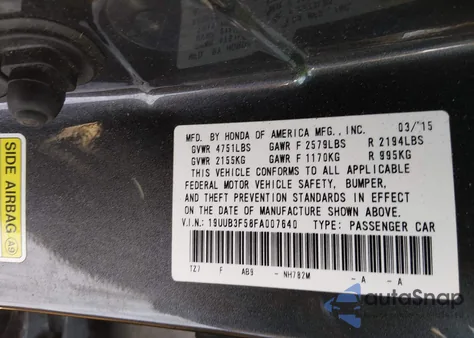 MFD. BY HONDA OF AMERICA MFG., INC. 03/'15
GVWR 4751LBS GAWR F 2579LBS R 2194LBS
GVWR 2155KG GAWR F 1170KG R 995KG
THIS VEHICLE CONFORMS TO ALL APPLICABLE
FEDERAL MOTOR VEHICLE SAFETY, BUMPER,
AND THEFT PREVENTION STANDARDS IN EFFECT
ON THE DATE OF MANUFACTURE SHOWN ABOVE.
V.I.N.: 19UUB3F58FA007640 TYPE: PASSENGER CAR
TZ7 F AB9 - NH782M - A - A
SIDE AIRBAG 49
autoSnap